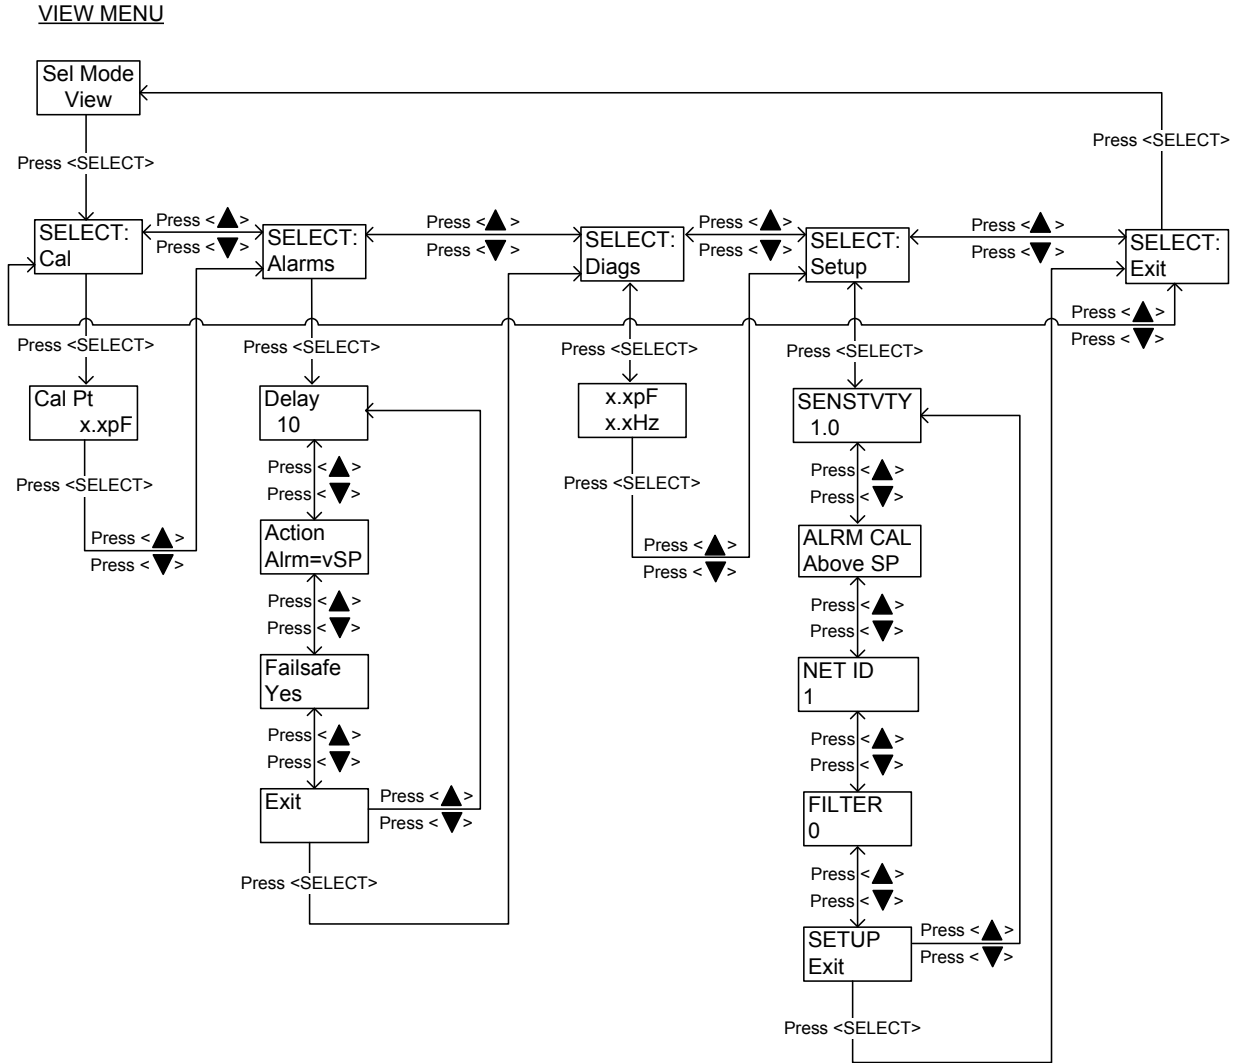 VIEW MENU
Sel Mode
View
Press <SELECT>
Press <SELECT>
SELECT:
Cal
Press <▲>
Press <▼>
SELECT:
Alarms
Press <▲ >
Press <▼>
SELECT:
Diags
Press <▲ >
Press <▼>
SELECT:
Setup
Press <▲ >
Press <▼>
SELECT:
Exit
Press <▲ >
Press <▼>
Press <SELECT>
Cal Pt
x.xpF
Press <SELECT>
Press <▲ >
Press <▼>
Press <SELECT>
Delay
10
Press <▲>
Press <▼>
Action
Alrm=vSP
Press <▲>
Press <▼>
Failsafe
Yes
Press <▲>
Press <▼>
Exit
Press <▲>
Press <▼>
Press <SELECT>
Press <SELECT>
x.xpF
x.xHz
Press <SELECT>
Press <▲ >
Press <▼>
Press <SELECT>
SENSTVTY
1.0
Press <▲>
Press <▼>
ALRM CAL
Above SP
Press <▲>
Press <▼>
NET ID
1
Press <▲>
Press <▼>
FILTER
0
Press <▲>
Press <▼>
SETUP
Exit
Press <▲ >
Press <▼>
Press <SELECT>